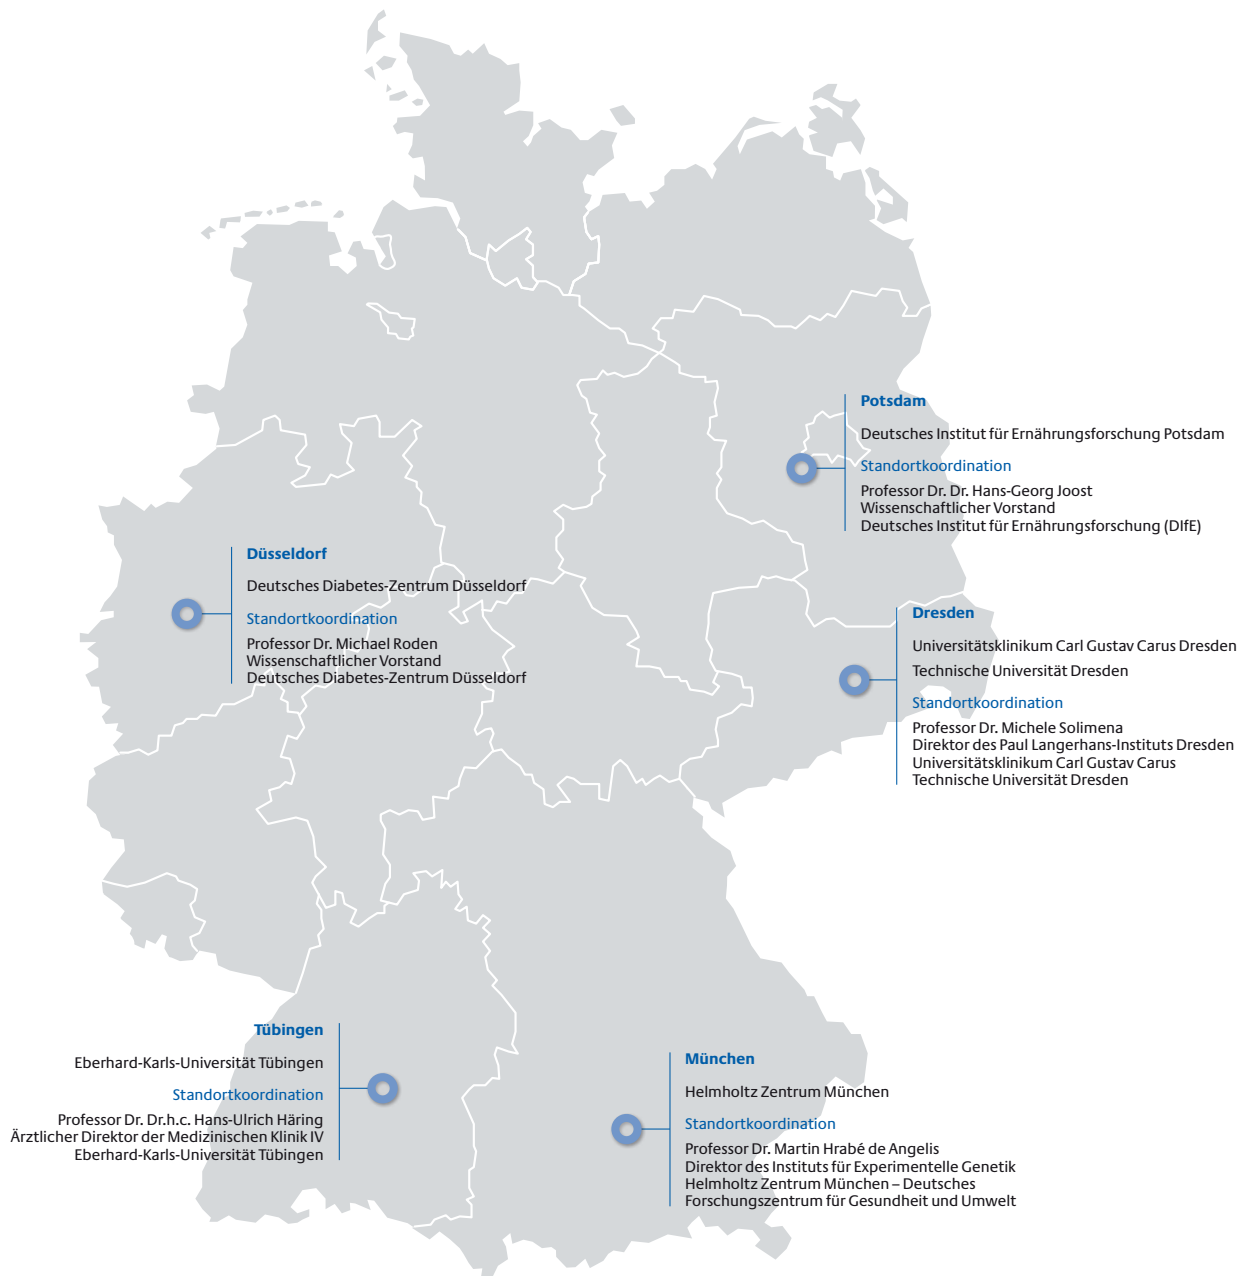 Potsdam
Deutsches Institut für Ernährungsforschung Potsdam
Standortkoordination
Professor Dr. Dr. Hans-Georg Joost
Wissenschaftlicher Vorstand
Deutsches Institut für Ernährungsforschung (DIfE)
Düsseldorf
Deutsches Diabetes-Zentrum Düsseldorf
Standortkoordination
Professor Dr. Michael Roden
Wissenschaftlicher Vorstand
Deutsches Diabetes-Zentrum Düsseldorf
Dresden
Universitätsklinikum Carl Gustav Carus Dresden
Technische Universität Dresden
Standortkoordination
Professor Dr. Michele Solimena
Direktor des Paul Langerhans-Instituts Dresden
Universitätsklinikum Carl Gustav Carus
Technische Universität Dresden
Tübingen
Eberhard-Karls-Universität Tübingen
Standortkoordination
Professor Dr. Dr.h.c. Hans-Ulrich Häring
Ärztlicher Direktor der Medizinischen Klinik IV
Eberhard-Karls-Universität Tübingen
München
Helmholtz Zentrum München
Standortkoordination
Professor Dr. Martin Hrabé de Angelis
Direktor des Instituts für Experimentelle Genetik
Helmholtz Zentrum München – Deutsches
Forschungszentrum für Gesundheit und Umwelt